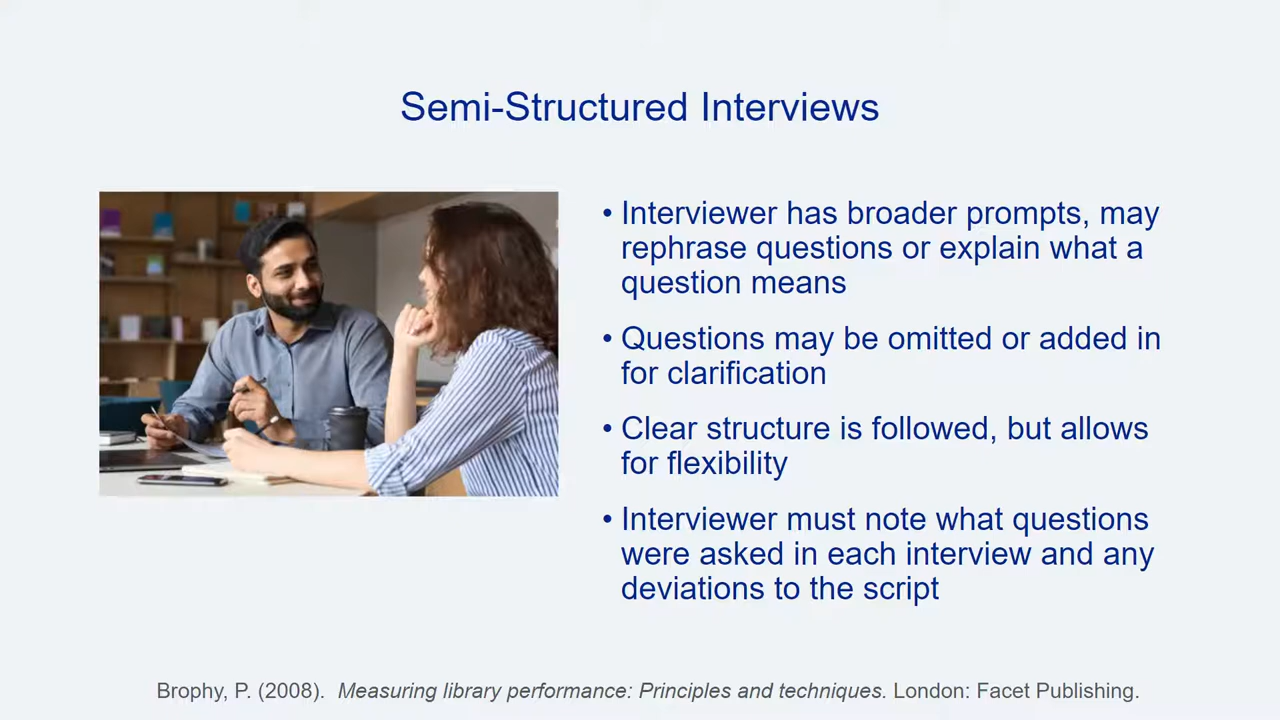 Semi-Structured Interviews
• Interviewer has broader prompts, may
rephrase questions or explain what a
question means
• Questions may be omitted or added in
for clarification
• Clear structure is followed, but allows
for flexibility
• Interviewer must note what questions
were asked in each interview and any
deviations to the script
Brophy, P. (2008). Measuring library performance: Principles and techniques. London: Facet Publishing.